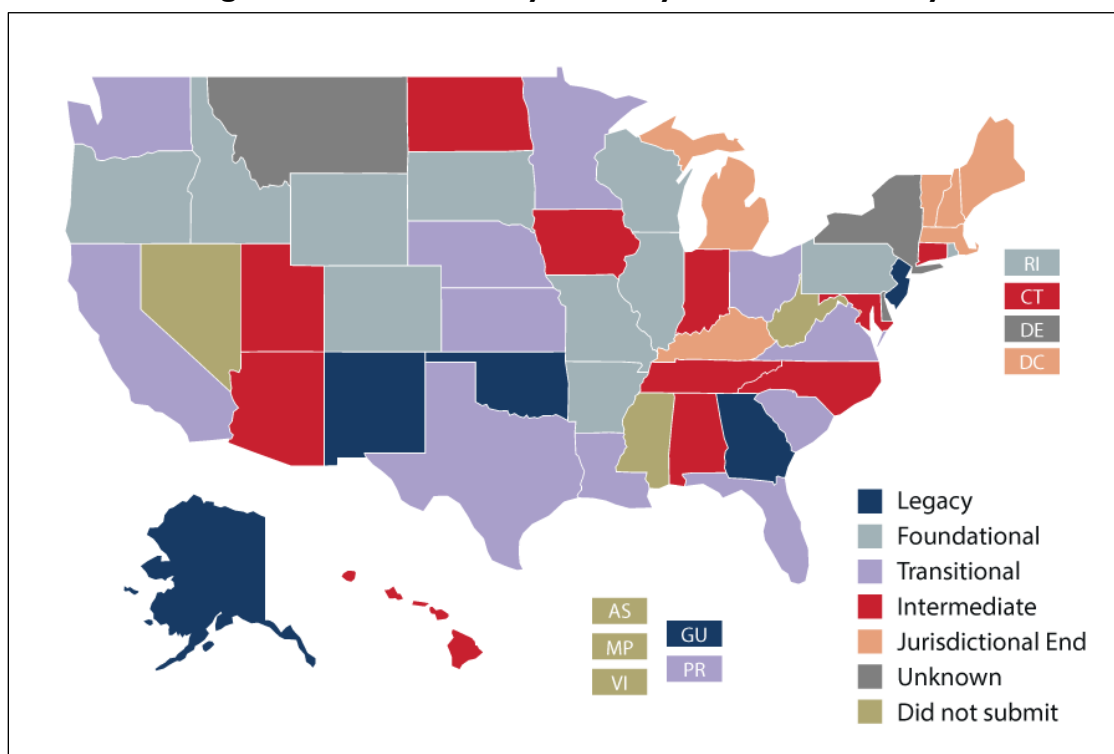 RI
CT
DE
DC
Legacy
Foundational
Transitional
Intermediate
Jurisdictional End
Unknown
Did not submit
AS
MP
VI
GU
PR